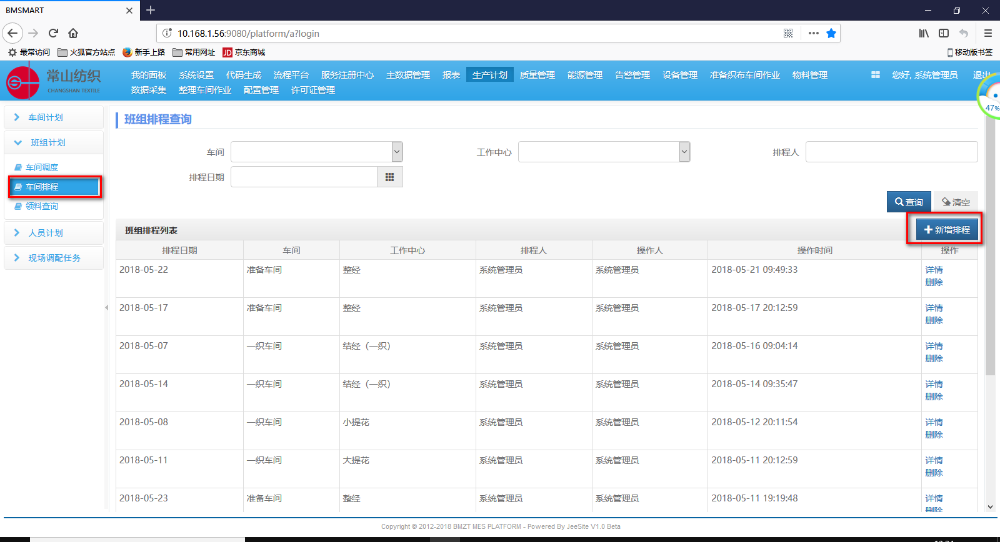 BMSMART
10.168.1.56:9080/platform/a?login
最常访问 火狐官方站点 新手上路 常用网址 JD 京东商城 移动版书签
常山纺织
CHANGSHAN TEXTILE
我的面板 系统设置 代码生成 流程平台 服务注册中心 主数据管理 报表 生产计划 质量管理 能源管理 告警管理 设备管理 准备织布车间作业 物料管理 您好, 系统管理员 退出
数据采集 整理车间作业 配置管理 许可证管理
47%
车间计划
班组计划
车间调度
车间排程
领料查询
人员计划
现场调配任务
班组排程查询
车间 工作中心 排程人
排程日期
查询 清空
班组排程列表 新增排程
排程日期 车间 工作中心 排程人 操作人 操作时间 操作
2018-05-22 准备车间 整经 系统管理员 系统管理员 2018-05-21 09:49:33 详情
删除
2018-05-17 准备车间 整经 系统管理员 系统管理员 2018-05-17 20:12:59 详情
删除
2018-05-07 一织车间 结经（一织） 系统管理员 系统管理员 2018-05-16 09:04:14 详情
删除
2018-05-14 一织车间 结经（一织） 系统管理员 系统管理员 2018-05-14 09:35:47 详情
删除
2018-05-08 一织车间 小提花 系统管理员 系统管理员 2018-05-12 20:11:54 详情
删除
2018-05-11 一织车间 大提花 系统管理员 系统管理员 2018-05-11 20:12:59 详情
删除
2018-05-23 准备车间 整经 系统管理员 系统管理员 2018-05-11 19:19:48 详情
删除
Copyright © 2012-2018 BMZT MES PLATFORM - Powered By JeeSite V1.0 Beta